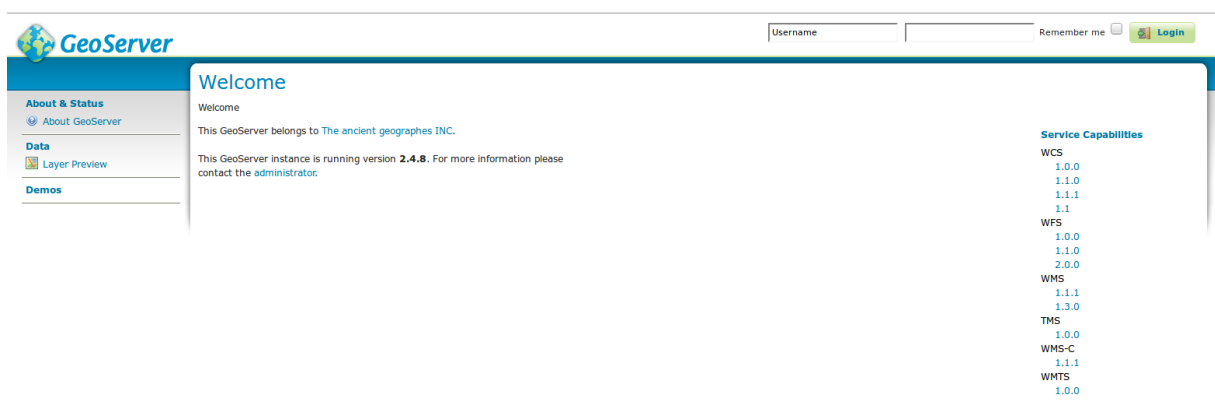 GeoServer
Username
Remember me
Login
About & Status
About GeoServer
Data
Layer Preview
Demos
Welcome
Welcome
This GeoServer belongs to The ancient geographes INC.
This GeoServer instance is running version 2.4.8. For more information please
contact the administrator.
Service Capabilities
WCS
1.0.0
1.1.0
1.1.1
1.1
WFS
1.0.0
1.1.0
2.0.0
WMS
1.1.1
1.3.0
TMS
1.0.0
WMS-C
1.1.1
WMTS
1.0.0